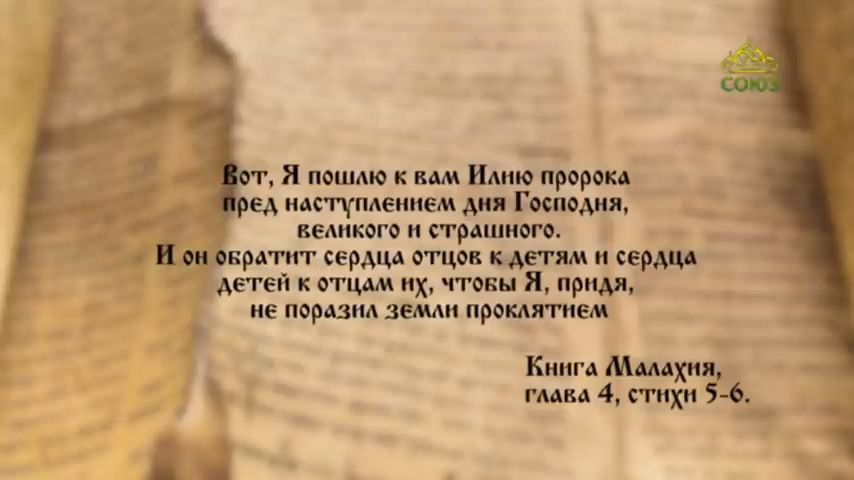 СОЮЗ
Вот, Я пошлю к вам Илию пророка
пред наступлением дня Господня,
великого и страшного.
И он обратит сердца отцов к детям и сердца
детей к отцам их, чтобы Я, придя,
не поразил земли проклятием
Книга Малахия,
глава 4, стихи 5-6.